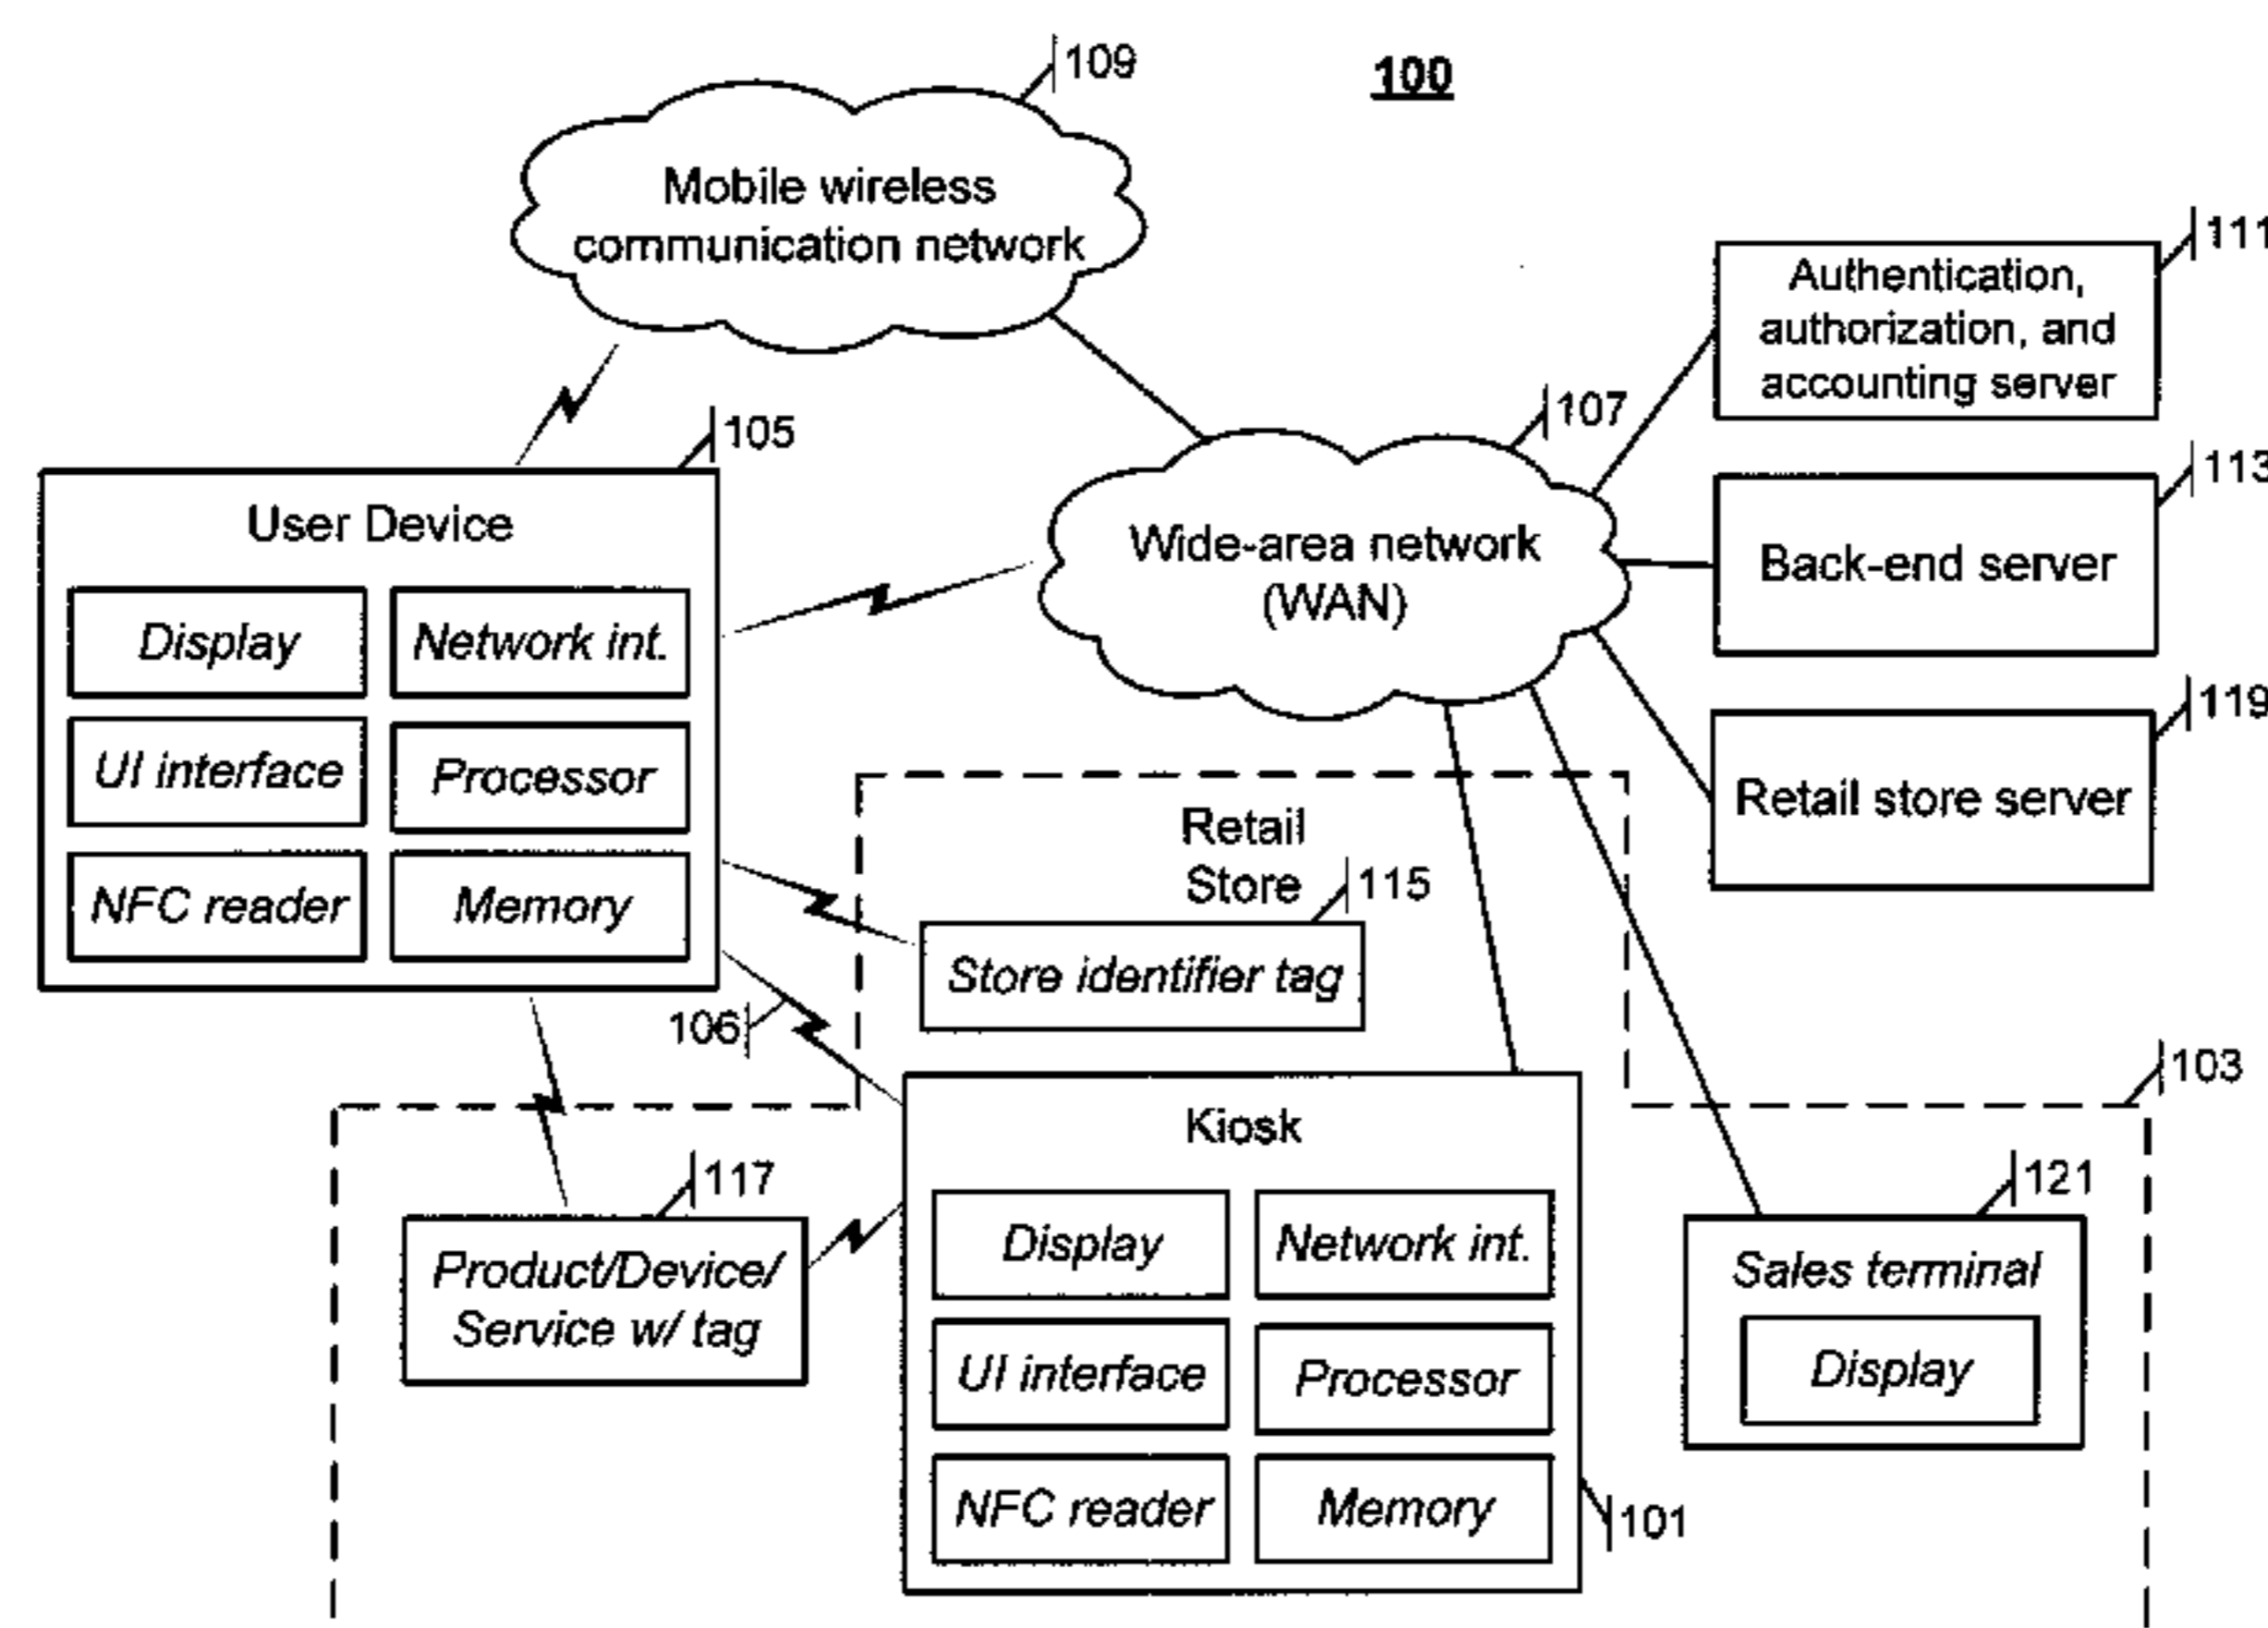 109
100
Mobile wireless
communication network
111
Authentication,
authorization, and
accounting server
105
107
113
User Device
Wide-area network
(WAN)
Back-end server
Display
Network int.
119
UI interface
Processor
Retail store server
Retail
Store
115
NFC reader
Memory
Store identifier tag
106
103
Kiosk
117
121
Product/Device/
Service w/ tag
Display
Network int.
Sales terminal
UI interface
Processor
Display
NFC reader
Memory
101